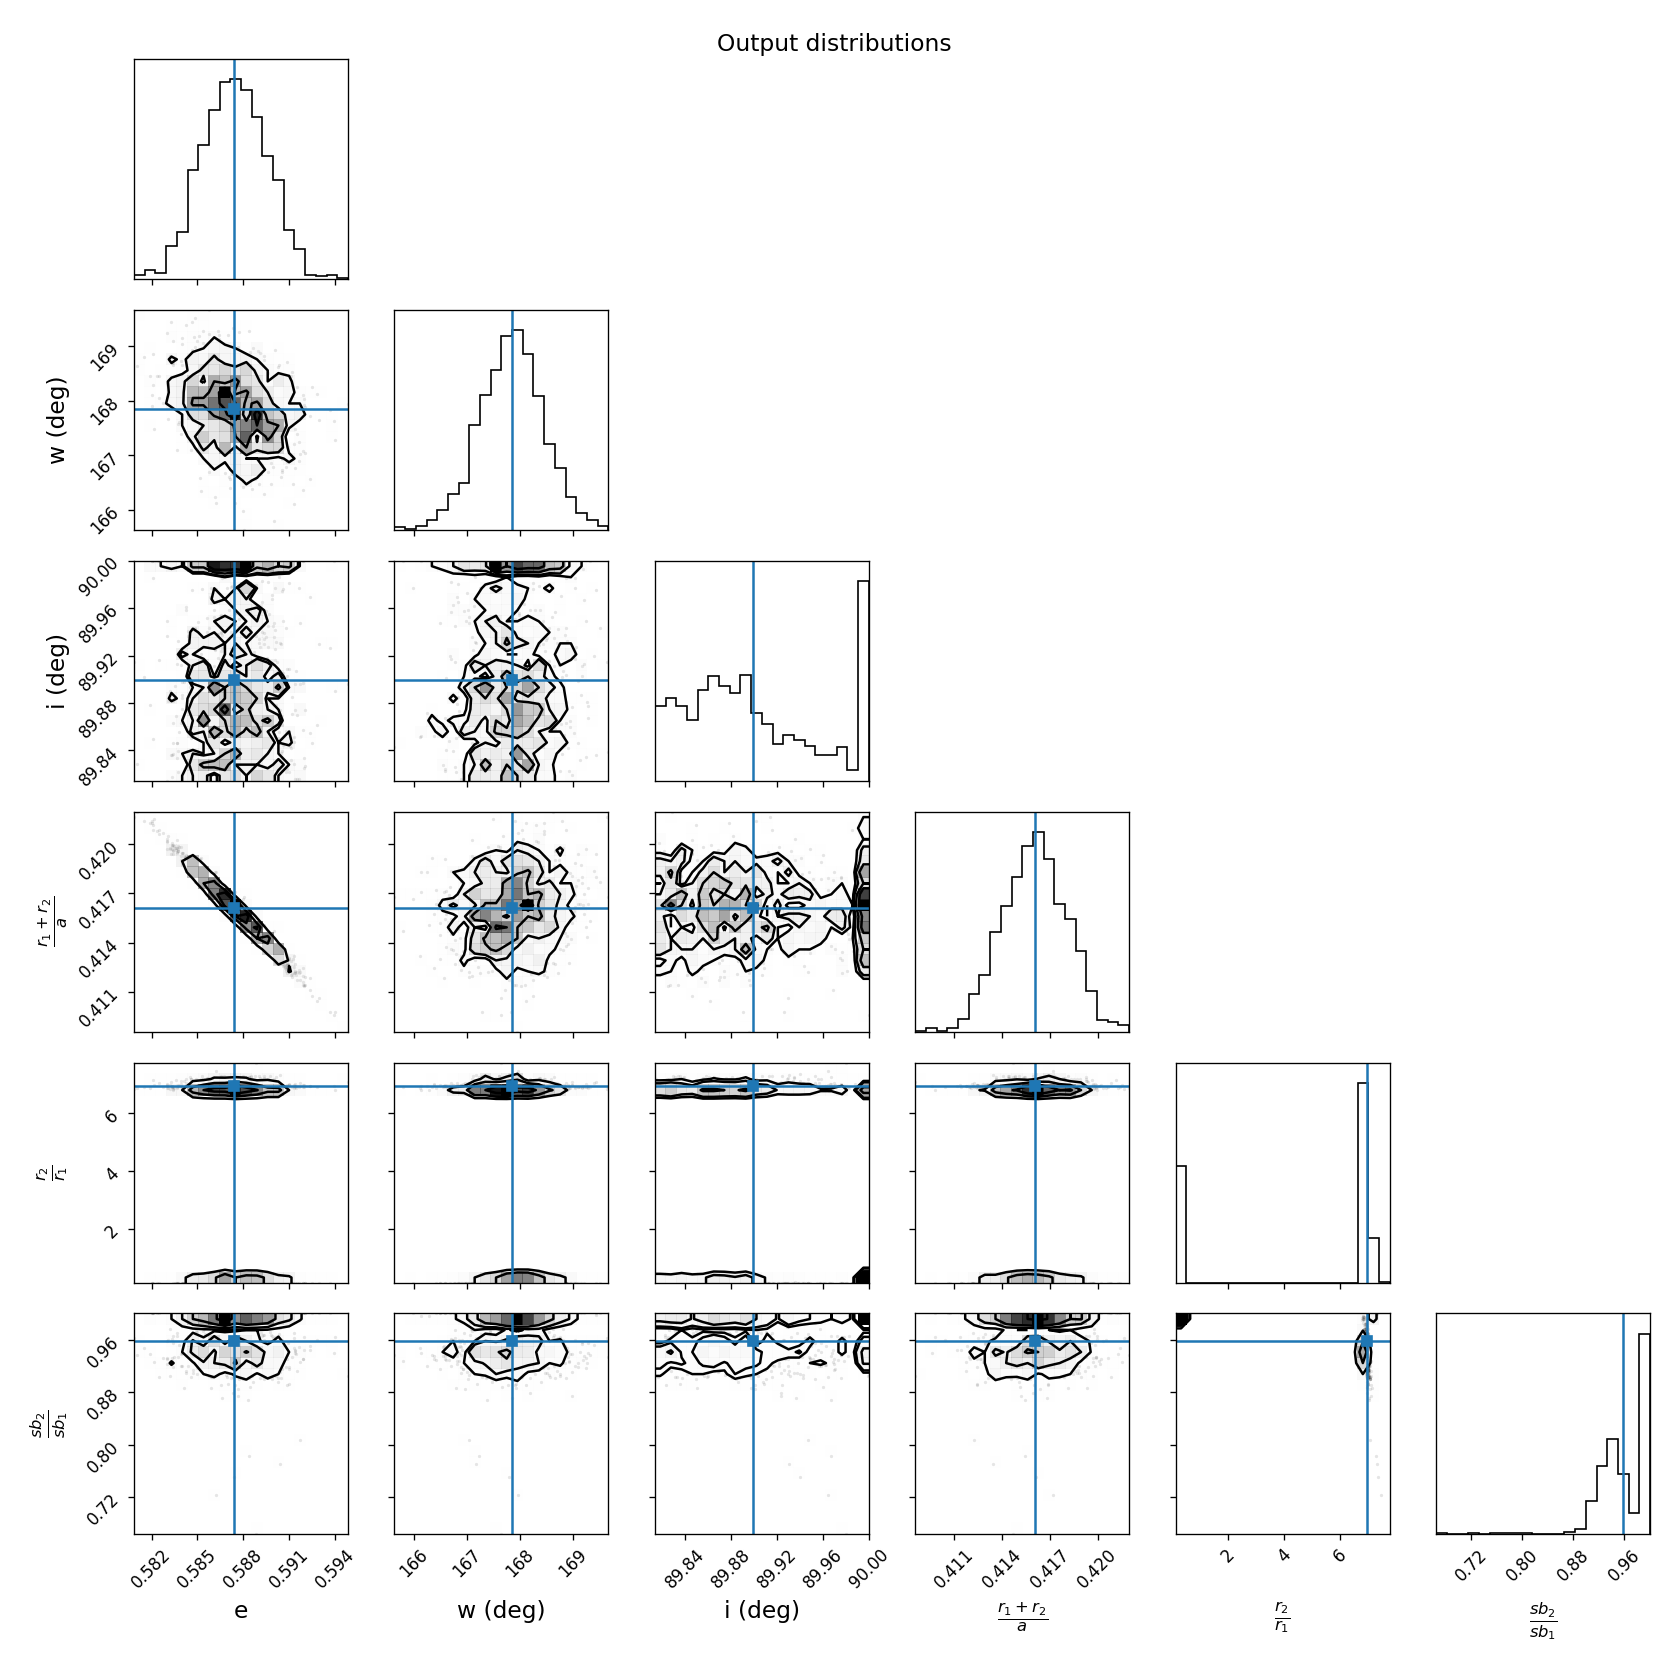 Output distributions
w (deg)
169
168
167
166
i (deg)
90.00
89.96
89.92
89.88
89.84
r₁ + r₂
a
0.420
0.417
0.414
0.411
r₂
r₁
6
4
2
sb₂
sb₁
0.96
0.88
0.80
0.72
0.582 0.585 0.588 0.591 0.594 166 167 168 169 89.84 89.88 89.92 89.96 90.00 0.411 0.414 0.417 0.420 2 4 6 0.72 0.80 0.88 0.96
e w (deg) i (deg)
r₁ + r₂
a
r₂
r₁
sb₂
sb₁